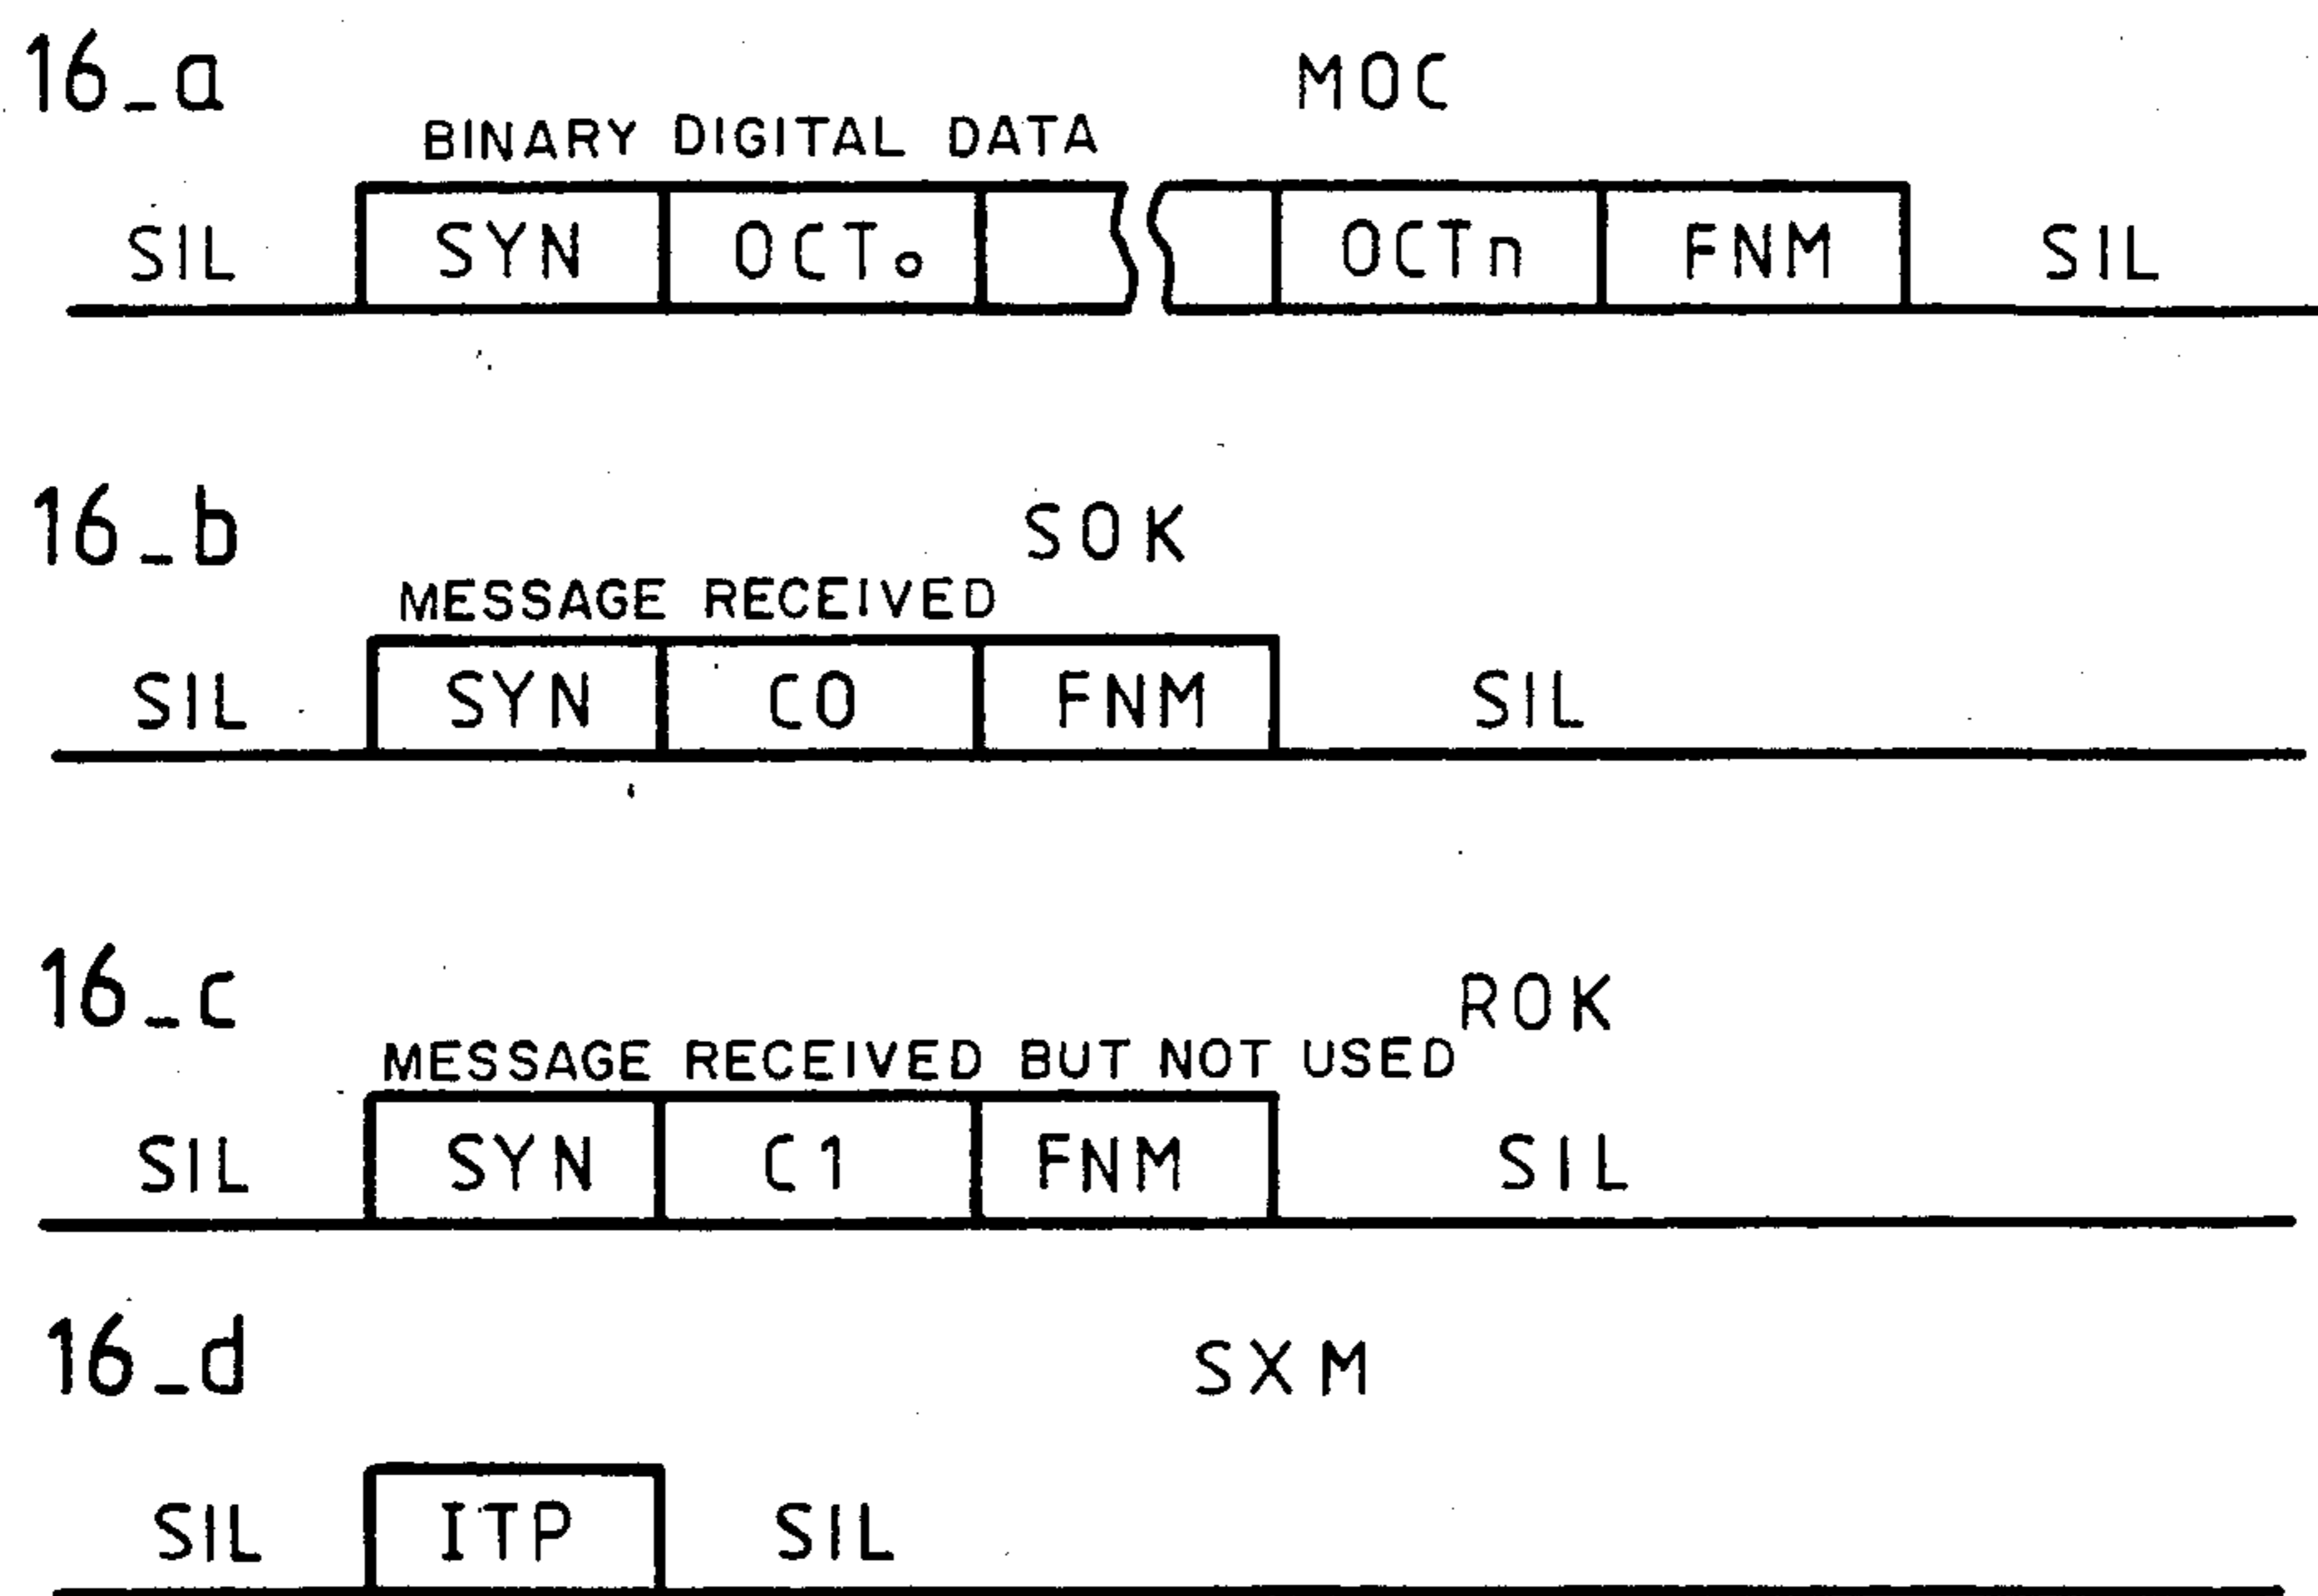 16_a MOC
BINARY DIGITAL DATA
SIL SYN OCTo OCTn FNM SIL
16_b SOK
MESSAGE RECEIVED
SIL SYN C0 FNM SIL
16_c ROK
MESSAGE RECEIVED BUT NOT USED
SIL SYN C1 FNM SIL
16_d SXM
SIL ITP SIL